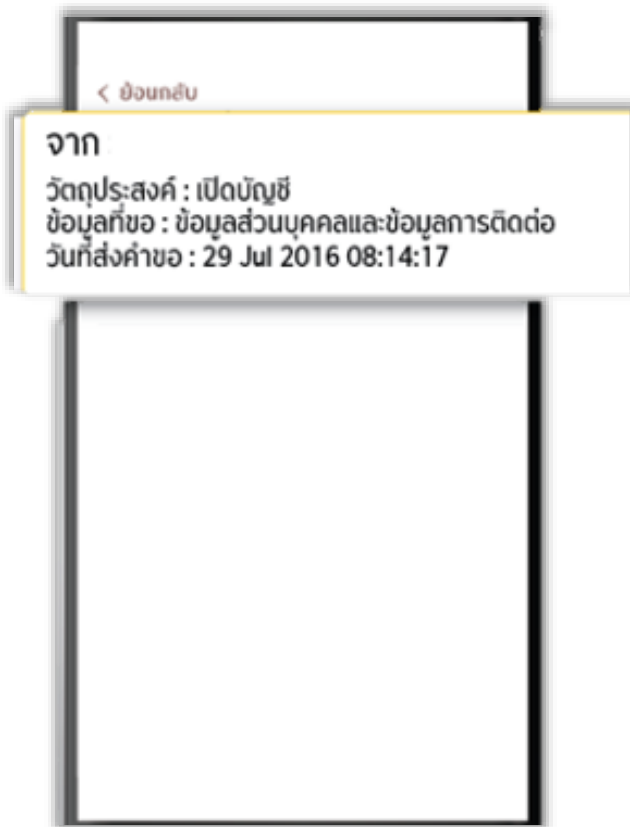 < ย้อนกลับ
จาก
วัตถุประสงค์ : เปิดบัญชี
ข้อมูลที่ขอ : ข้อมูลส่วนบุคคลและข้อมูลการติดต่อ
วันที่ส่งคำขอ : 29 Jul 2016 08:14:17